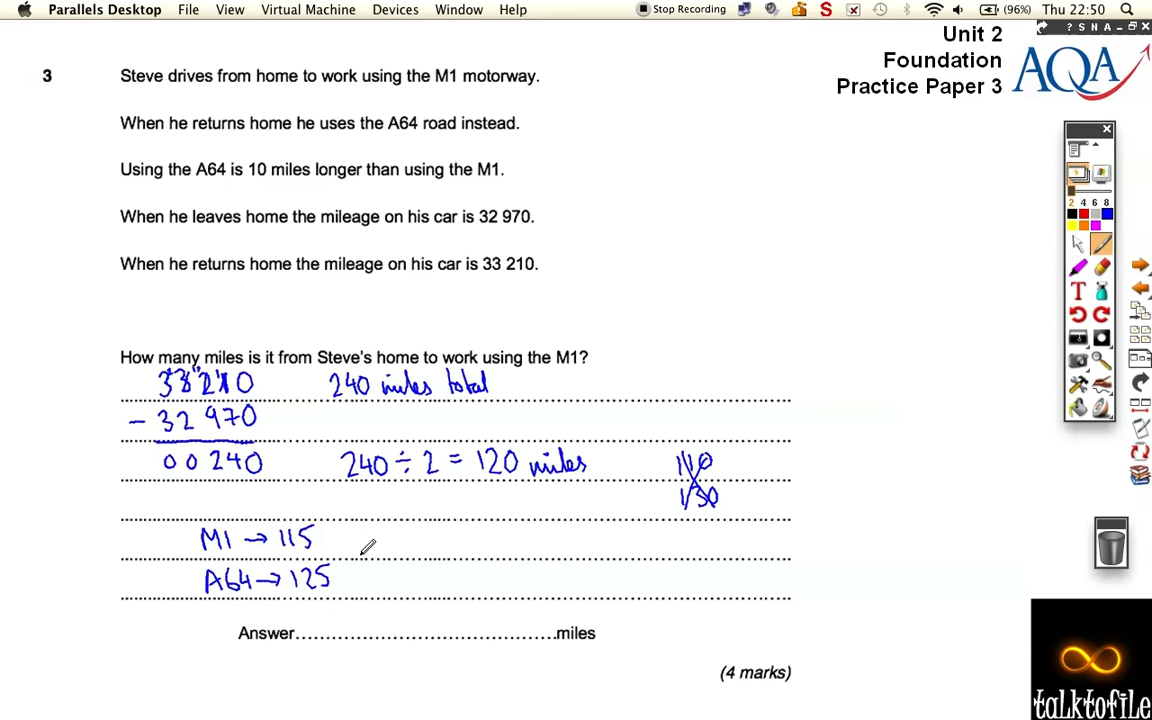 Parallels Desktop File View Virtual Machine Devices Window Help Stop Recording S (96%) Thu 22:50
? S N A
Unit 2
Foundation
Practice Paper 3
AQA
3 Steve drives from home to work using the M1 motorway.
When he returns home he uses the A64 road instead.
Using the A64 is 10 miles longer than using the M1.
When he leaves home the mileage on his car is 32 970.
When he returns home the mileage on his car is 33 210.
How many miles is it from Steve's home to work using the M1?
33210 240 miles total
- 32970
00240 240 ÷ 2 = 120 miles 110
130
M1 → 115
A64 → 125
Answer..........................................miles
(4 marks)
2 4 6 8
T
talktofile